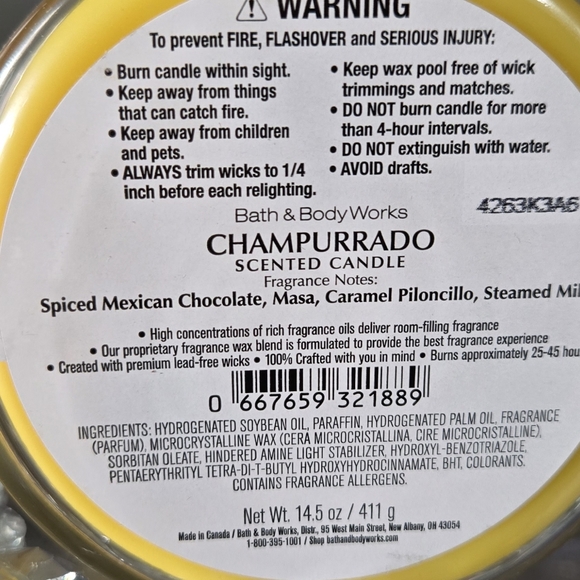 WARNING
To prevent FIRE, FLASHOVER and SERIOUS INJURY:
• Burn candle within sight.
• Keep away from things
that can catch fire.
• Keep away from children
and pets.
• ALWAYS trim wicks to 1/4
inch before each relighting.
• Keep wax pool free of wick
trimmings and matches.
• DO NOT burn candle for more
than 4-hour intervals.
• DO NOT extinguish with water.
• AVOID drafts.
4263K3A6
Bath & Body Works
CHAMPURRADO
SCENTED CANDLE
Fragrance Notes:
Spiced Mexican Chocolate, Masa, Caramel Piloncillo, Steamed Mil
• High concentrations of rich fragrance oils deliver room-filling fragrance
• Our proprietary fragrance wax blend is formulated to provide the best fragrance experience
• Created with premium lead-free wicks • 100% Crafted with you in mind • Burns approximately 25-45 hou
0 667659 321889
INGREDIENTS: HYDROGENATED SOYBEAN OIL, PARAFFIN, HYDROGENATED PALM OIL, FRAGRANCE
(PARFUM), MICROCRYSTALLINE WAX (CERA MICROCRISTALLINA, CIRE MICROCRISTALLINE),
SORBITAN OLEATE, HINDERED AMINE LIGHT STABILIZER, HYDROXYL-BENZOTRIAZOLE,
PENTAERYTHRITYL TETRA-DI-T-BUTYL HYDROXYHYDROCINNAMATE, BHT, COLORANTS.
CONTAINS FRAGRANCE ALLERGENS.
Net Wt. 14.5 oz / 411 g
Made in Canada / Bath & Body Works, Distr., 95 West Main Street, New Albany, OH 43054
1-800-395-1001 / Shop bathandbodyworks.com